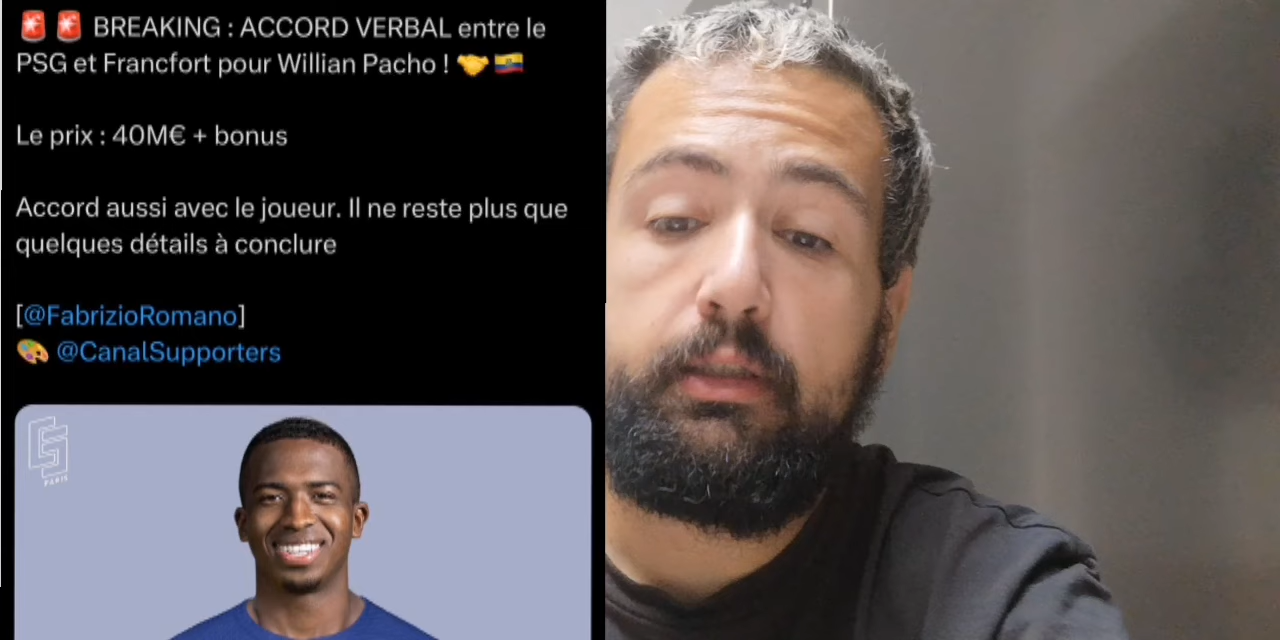 🚨 🚨 BREAKING : ACCORD VERBAL entre le
PSG et Francfort pour Willian Pacho ! 🤝🇪🇨
Le prix : 40M€ + bonus
Accord aussi avec le joueur. Il ne reste plus que
quelques détails à conclure
[@FabrizioRomano]
🎨 @CanalSupporters
PARIS